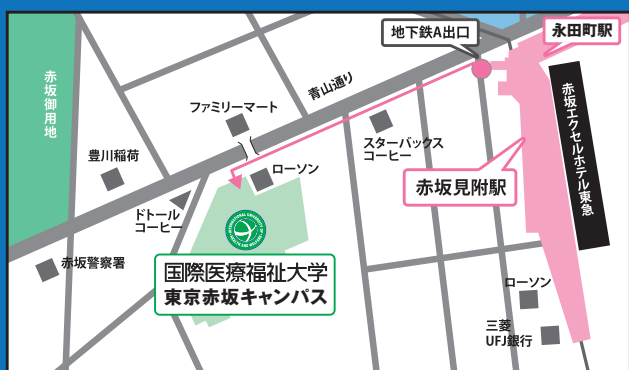 地下鉄A出口
永田町駅
赤坂御用地
青山通り
ファミリーマート
赤坂エクセルホテル東急
スターバックス
コーヒー
豊川稲荷
ローソン
赤坂見附駅
ドトール
コーヒー
赤坂警察署
国際医療福祉大学
東京赤坂キャンパス
ローソン
三菱
UFJ銀行